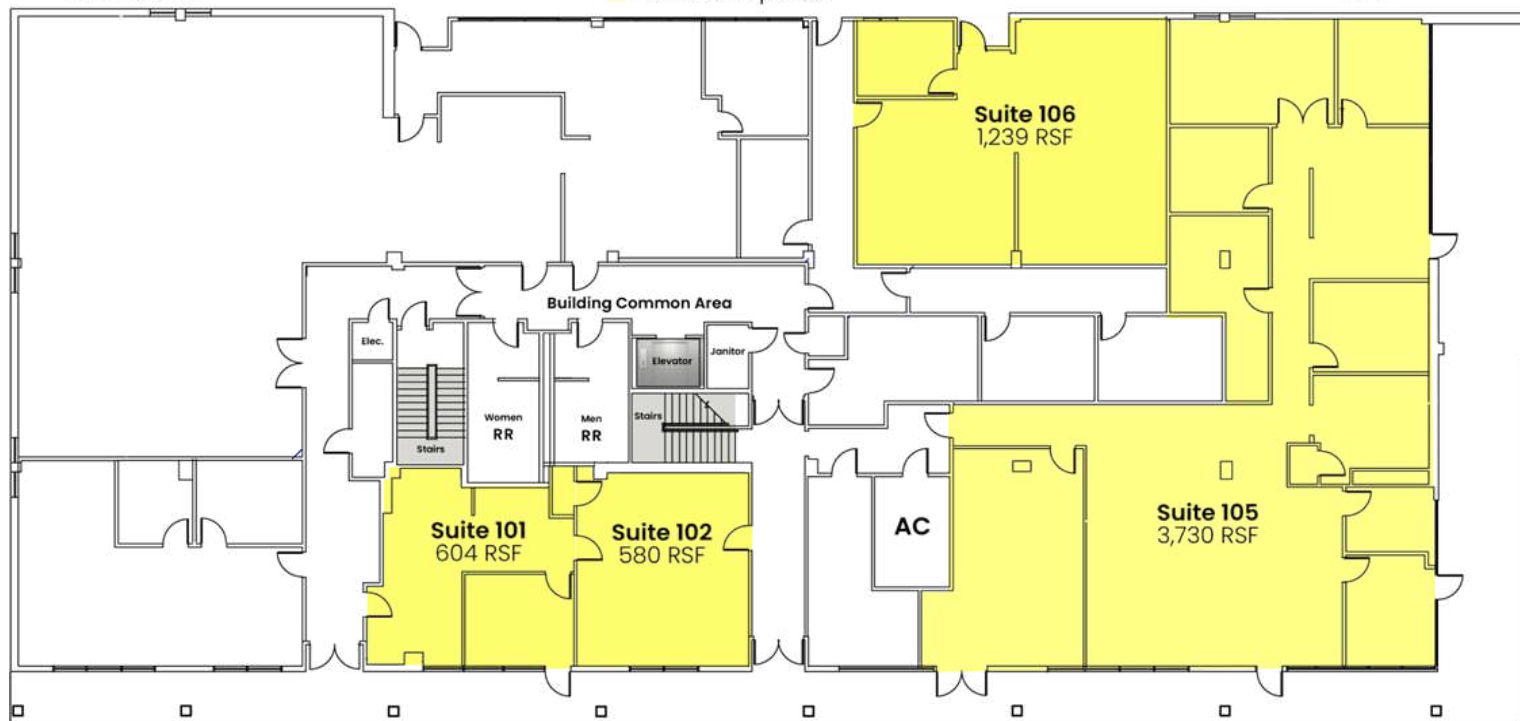 Suite 106
1,239 RSF
Building Common Area
Elec.
Elevator
Janitor
Women
RR
Men
RR
Stairs
Stairs
Suite 101
604 RSF
Suite 102
580 RSF
AC
Suite 105
3,730 RSF